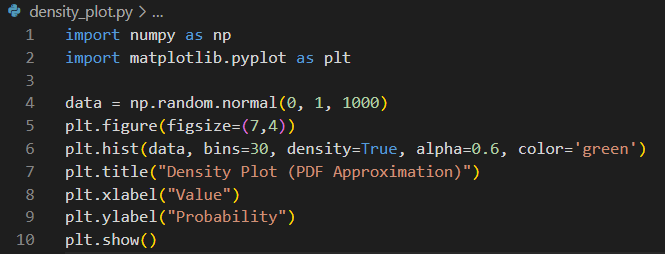 density_plot.py > ...
1 import numpy as np
2 import matplotlib.pyplot as plt
3
4 data = np.random.normal(0, 1, 1000)
5 plt.figure(figsize=(7,4))
6 plt.hist(data, bins=30, density=True, alpha=0.6, color='green')
7 plt.title("Density Plot (PDF Approximation)")
8 plt.xlabel("Value")
9 plt.ylabel("Probability")
10 plt.show()